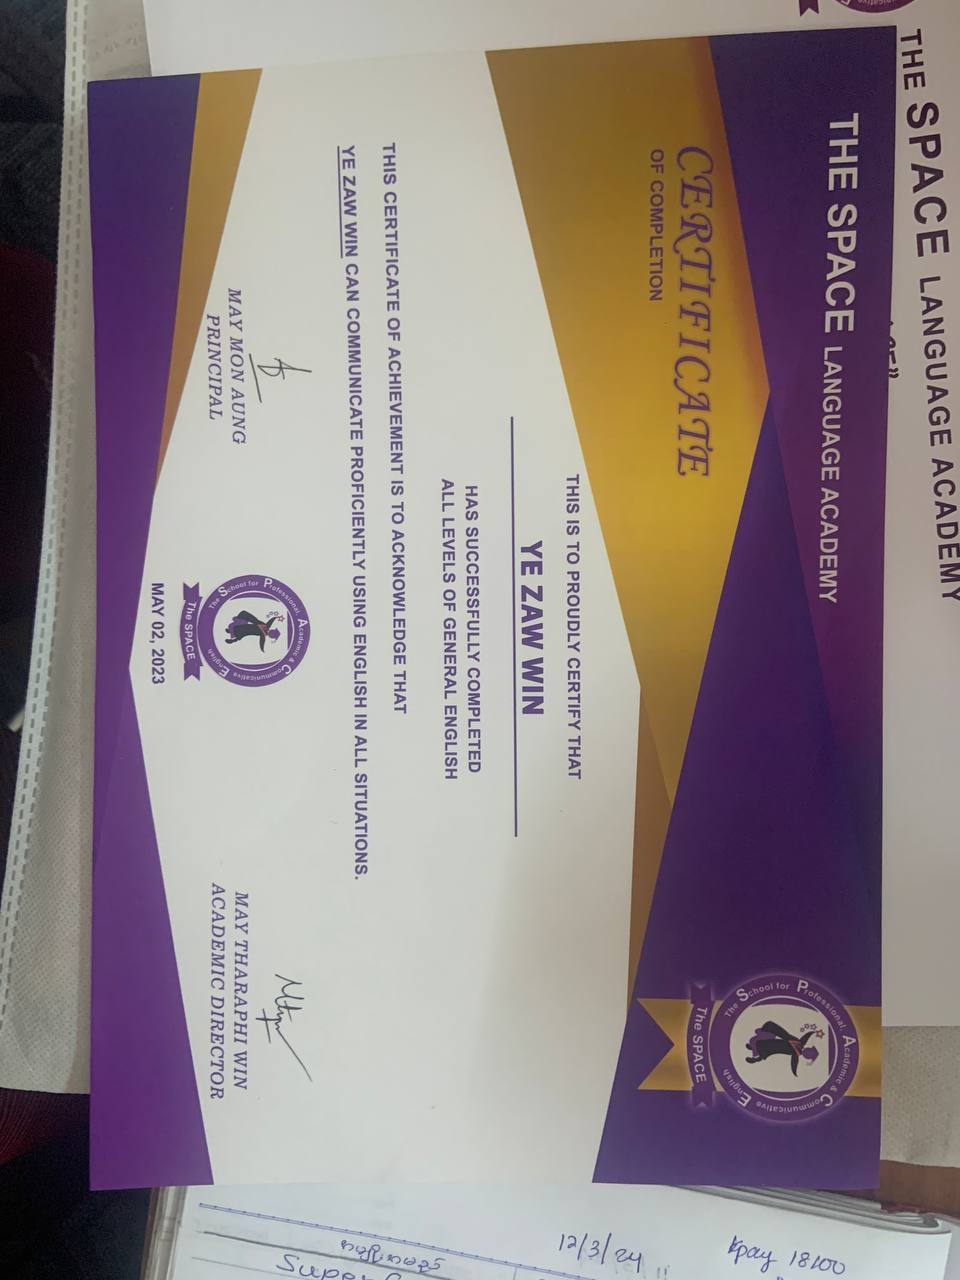 THE SPACE LANGUAGE ACADEMY
THE SPACE LANGUAGE ACADEMY
The School for Professional, Academic & Communicative English
The SPACE
CERTIFICATE
OF COMPLETION
THIS IS TO PROUDLY CERTIFY THAT
YE ZAW WIN
HAS SUCCESSFULLY COMPLETED
ALL LEVELS OF GENERAL ENGLISH
THIS CERTIFICATE OF ACHIEVEMENT IS TO ACKNOWLEDGE THAT
YE ZAW WIN CAN COMMUNICATE PROFICIENTLY USING ENGLISH IN ALL SITUATIONS.
MAY MON AUNG
PRINCIPAL
The School for Professional, Academic & Communicative English
The SPACE
MAY 02, 2023
MAY THARAPHI WIN
ACADEMIC DIRECTOR
12/3/24
kpay 18100